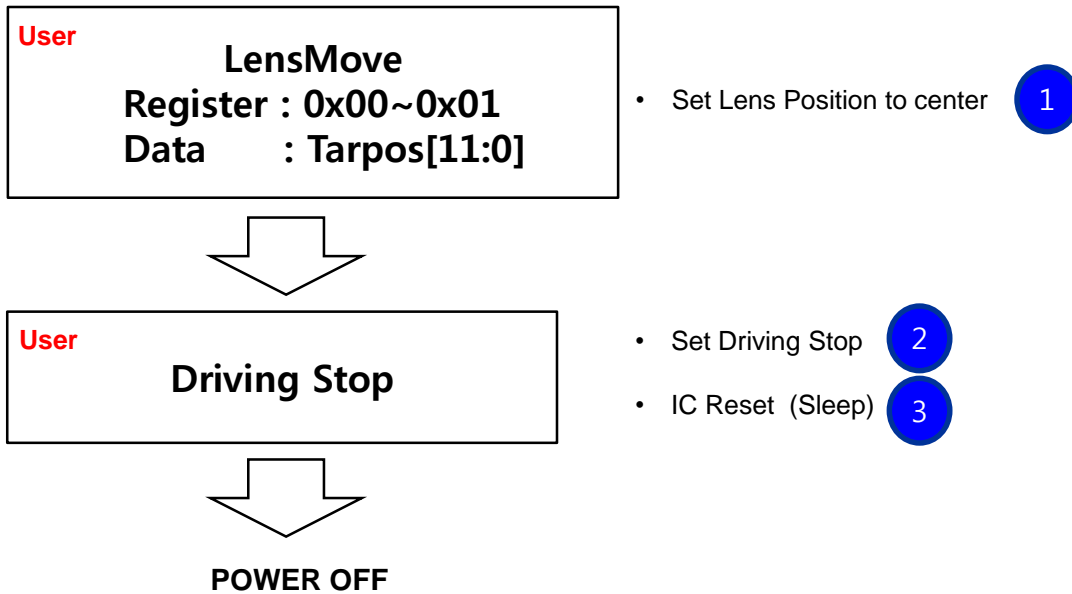 User
LensMove
Register : 0x00~0x01
Data : Tarpos[11:0]
• Set Lens Position to center 1
User
Driving Stop
• Set Driving Stop 2
• IC Reset (Sleep) 3
POWER OFF